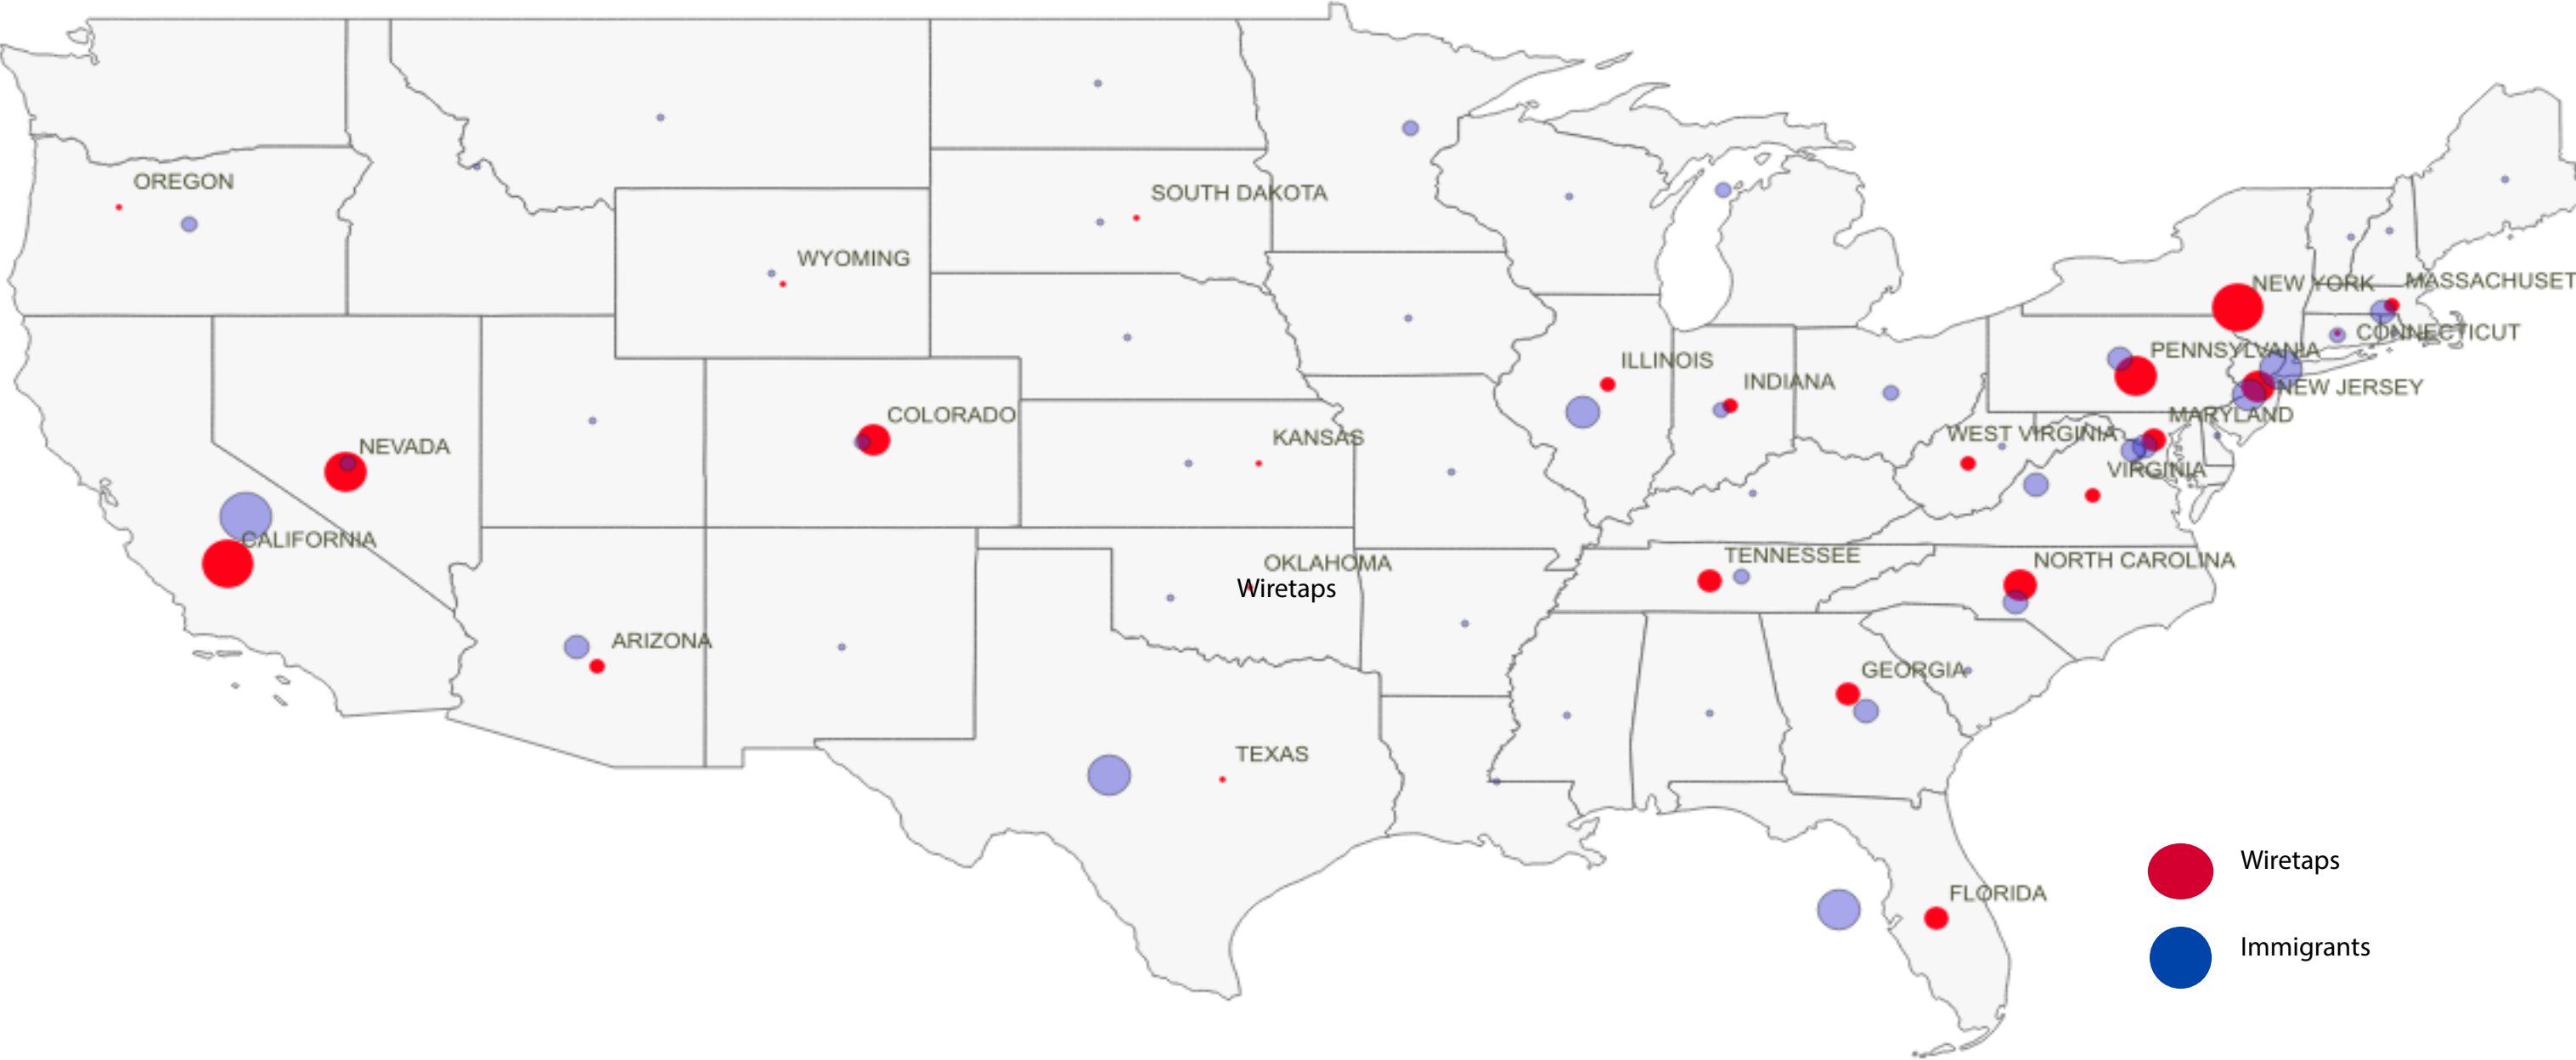 OREGON
SOUTH DAKOTA
WYOMING
NEW YORK
MASSACHUSET
CONNECTICUT
PENNSYLVANIA
ILLINOIS
INDIANA
NEW JERSEY
COLORADO
MARYLAND
NEVADA
KANSAS
WEST VIRGINIA
VIRGINIA
CALIFORNIA
OKLAHOMA
Wiretaps
TENNESSEE
NORTH CAROLINA
ARIZONA
GEORGIA
TEXAS
FLORIDA
Wiretaps
Immigrants